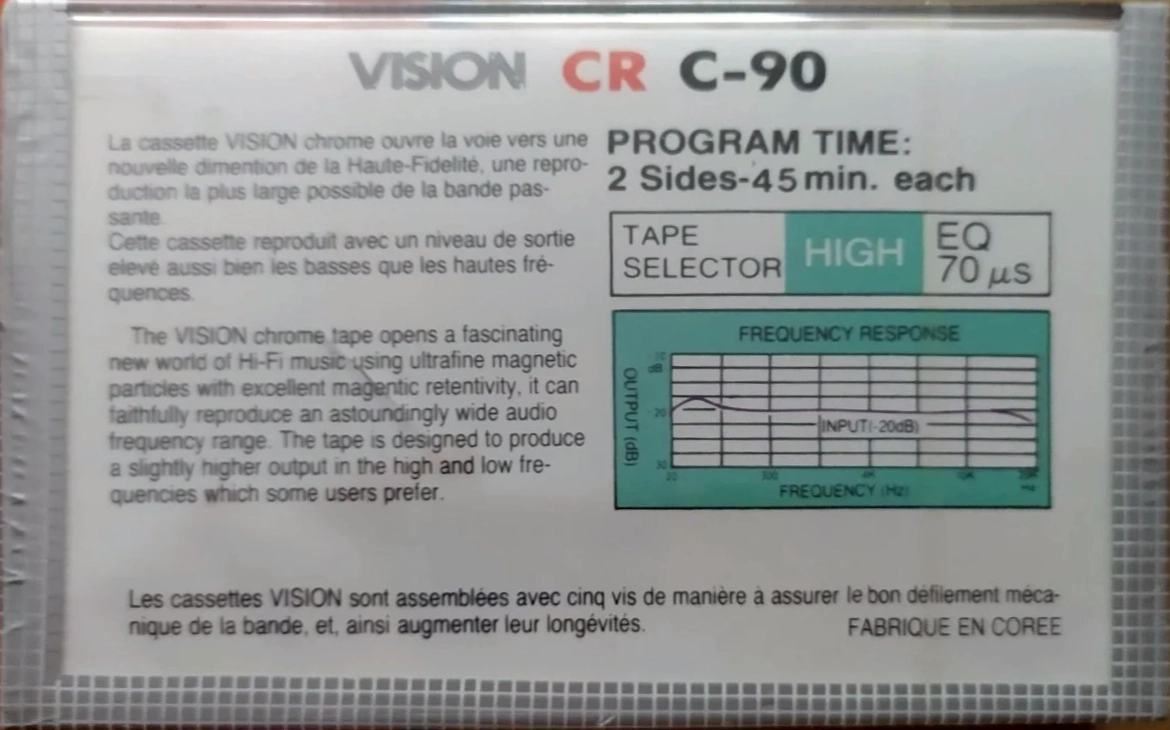 VISION CR C-90
La cassette VISION chrome ouvre la voie vers une
nouvelle dimention de la Haute-Fidelité, une repro-
duction la plus large possible de la bande pas-
sante.
Cette cassette reproduit avec un niveau de sortie
elevé aussi bien les basses que les hautes fré-
quences.
The VISION chrome tape opens a fascinating
new world of Hi-Fi music using ultrafine magnetic
particles with excellent magentic retentivity, it can
faithfully reproduce an astoundingly wide audio
frequency range. The tape is designed to produce
a slightly higher output in the high and low fre-
quencies which some users prefer.
PROGRAM TIME:
2 Sides-45 min. each
TAPE
SELECTOR
HIGH
EQ
70 µs
FREQUENCY RESPONSE
OUTPUT (dB)
10
dB
20
30
INPUT(-20dB)
20
FREQUENCY (Hz)
Les cassettes VISION sont assemblées avec cinq vis de manière à assurer le bon défilement méca-
nique de la bande, et, ainsi augmenter leur longévités.
FABRIQUE EN COREE